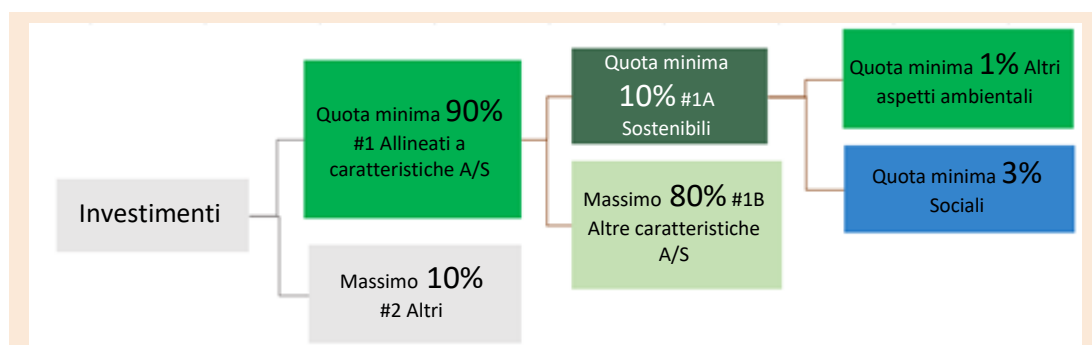 Investimenti
Quota minima 90%
#1 Allineati a
caratteristiche A/S
Massimo 10%
#2 Altri
Quota minima
10% #1A
Sostenibili
Massimo 80% #1B
Altre caratteristiche
A/S
Quota minima 1% Altri
aspetti ambientali
Quota minima 3%
Sociali